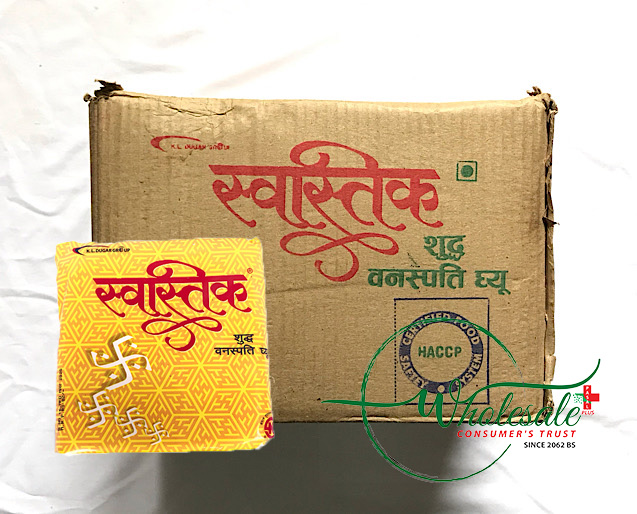 K.L. DUGAR GROUP
स्वस्तिक
शुद्ध
वनस्पति घ्यू
CERTIFIED FOOD
HACCP
SAFETY SYSTEM
K.L. DUGAR GROUP
स्वस्तिक®
शुद्ध
वनस्पति
Wholesale
PLUS
CONSUMER'S TRUST
SINCE 2062 BS